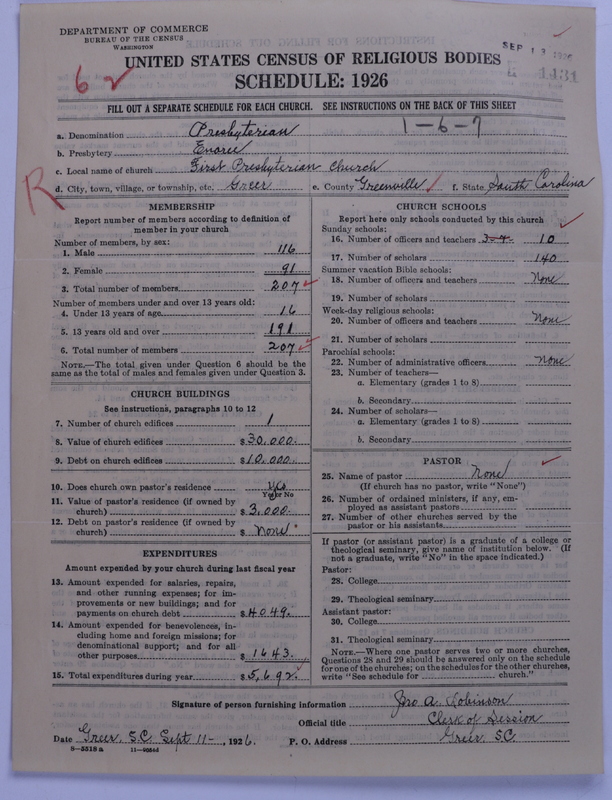 DEPARTMENT OF COMMERCE
BUREAU OF THE CENSUS
WASHINGTON
SEP 13 1926
1431
62
UNITED STATES CENSUS OF RELIGIOUS BODIES
SCHEDULE: 1926
FILL OUT A SEPARATE SCHEDULE FOR EACH CHURCH. SEE INSTRUCTIONS ON THE BACK OF THIS SHEET
a. Denomination Presbyterian 1-6-7
b. Presbytery Enoree
c. Local name of church First Presbyterian Church
R
d. City, town, village, or township, etc. Greer e. County Greenville f. State South Carolina
MEMBERSHIP
Report number of members according to definition of
member in your church
Number of members, by sex:
1. Male 116
2. Female 91
3. Total number of members 207
Number of members under and over 13 years old:
4. Under 13 years of age 16
5. 13 years old and over 191
6. Total number of members 207
NOTE.—The total given under Question 6 should be
same as the total of males and females given under Question 3.
CHURCH BUILDINGS
See instructions, paragraphs 10 to 12
7. Number of church edifices 1
8. Value of church edifices $30,000.
9. Debt on church edifices $10,000.
10. Does church own pastor's residence yes
Yes or No
11. Value of pastor's residence (if owned by
church) $3,000.
12. Debt on pastor's residence (if owned by
church) $ None
EXPENDITURES
Amount expended by your church during last fiscal year
13. Amount expended for salaries, repairs,
and other running expenses; for im-
provements or new buildings; and for
payments on church debt $4049.
14. Amount expended for benevolences, in-
cluding home and foreign missions; for
denominational support; and for all
other purposes $1643.
15. Total expenditures during year $5,692.
CHURCH SCHOOLS
Report here only schools conducted by this church
Sunday schools:
16. Number of officers and teachers 10
17. Number of scholars 140
Summer vacation Bible schools:
18. Number of officers and teachers None
19. Number of scholars
Week-day religious schools:
20. Number of officers and teachers None
21. Number of scholars
Parochial schools:
22. Number of administrative officers None
23. Number of teachers—
a. Elementary (grades 1 to 8)
b. Secondary
24. Number of scholars—
a. Elementary (grades 1 to 8)
b. Secondary
PASTOR
25. Name of pastor None
(If church has no pastor, write "None")
26. Number of ordained ministers, if any, em-
ployed as assistant pastors
27. Number of other churches served by the
pastor or his assistants
If pastor (or assistant pastor) is a graduate of a college or
theological seminary, give name of institution below. (If
not a graduate, write "No" in the space indicated.)
Pastor:
28. College
29. Theological seminary
Assistant pastor:
30. College
31. Theological seminary
NOTE.—Where one pastor serves two or more churches,
Questions 28 and 29 should be answered only on the schedule
for one of the churches; on the schedules for the other churches,
write "See schedule for church."
Signature of person furnishing information Jno A. Robinson
Official title Clerk of Session
Date Greer, S.C. Sept 11-, 1926. P. O. Address Greer, S.C.
8-5518 a